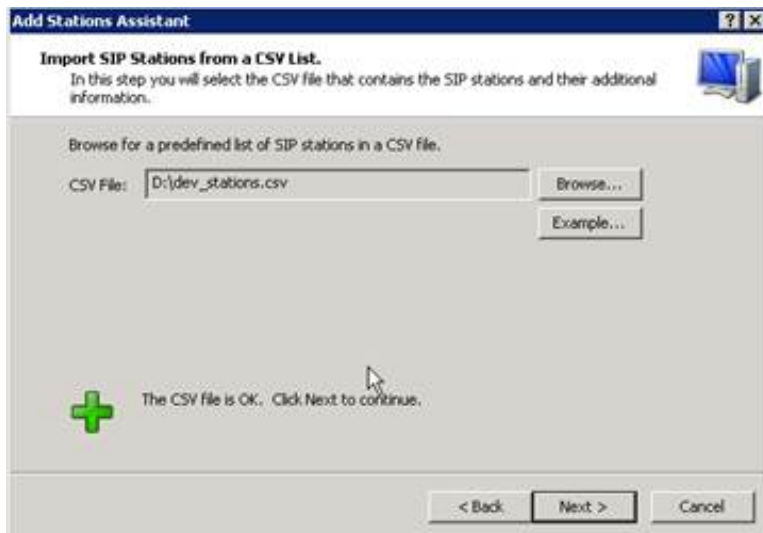 Add Stations Assistant
Import SIP Stations from a CSV List.
In this step you will select the CSV file that contains the SIP stations and their additional
information.
Browse for a predefined list of SIP stations in a CSV file.
CSV File: D:\dev_stations.csv Browse...
Example...
The CSV file is OK. Click Next to continue.
< Back Next > Cancel